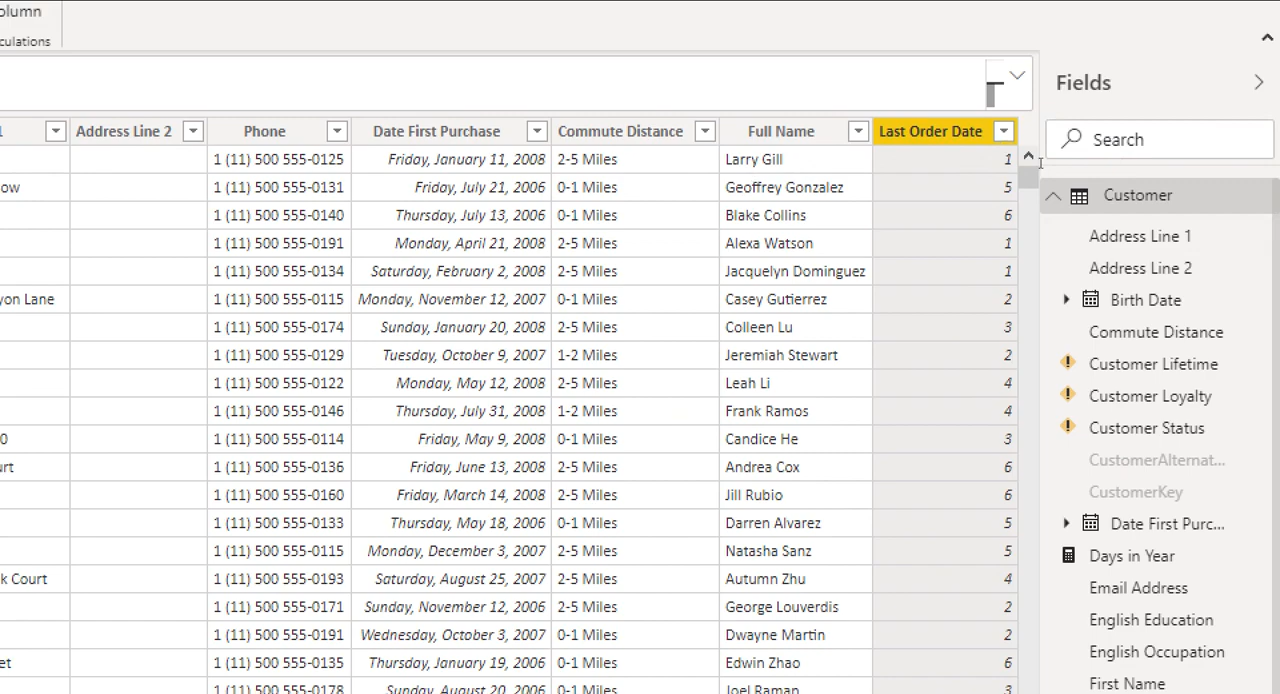 olumn
culations
Fields
1 Address Line 2 Phone Date First Purchase Commute Distance Full Name Last Order Date
Search
1 (11) 500 555-0125 Friday, January 11, 2008 2-5 Miles Larry Gill 1
ow 1 (11) 500 555-0131 Friday, July 21, 2006 0-1 Miles Geoffrey Gonzalez 5
Customer
1 (11) 500 555-0140 Thursday, July 13, 2006 0-1 Miles Blake Collins 6
1 (11) 500 555-0191 Monday, April 21, 2008 2-5 Miles Alexa Watson 1
Address Line 1
1 (11) 500 555-0134 Saturday, February 2, 2008 2-5 Miles Jacquelyn Dominguez 1
Address Line 2
yon Lane 1 (11) 500 555-0115 Monday, November 12, 2007 0-1 Miles Casey Gutierrez 2
Birth Date
1 (11) 500 555-0174 Sunday, January 20, 2008 2-5 Miles Colleen Lu 3
Commute Distance
1 (11) 500 555-0129 Tuesday, October 9, 2007 1-2 Miles Jeremiah Stewart 2
Customer Lifetime
1 (11) 500 555-0122 Monday, May 12, 2008 2-5 Miles Leah Li 4
Customer Loyalty
1 (11) 500 555-0146 Thursday, July 31, 2008 1-2 Miles Frank Ramos 4
Customer Status
0 1 (11) 500 555-0114 Friday, May 9, 2008 0-1 Miles Candice He 3
CustomerAlternat...
urt 1 (11) 500 555-0136 Friday, June 13, 2008 2-5 Miles Andrea Cox 6
CustomerKey
1 (11) 500 555-0160 Friday, March 14, 2008 2-5 Miles Jill Rubio 6
Date First Purc...
1 (11) 500 555-0133 Thursday, May 18, 2006 0-1 Miles Darren Alvarez 5
Days in Year
1 (11) 500 555-0115 Monday, December 3, 2007 2-5 Miles Natasha Sanz 5
k Court 1 (11) 500 555-0193 Saturday, August 25, 2007 2-5 Miles Autumn Zhu 4
Email Address
1 (11) 500 555-0171 Sunday, November 12, 2006 2-5 Miles George Louverdis 2
English Education
1 (11) 500 555-0191 Wednesday, October 3, 2007 0-1 Miles Dwayne Martin 2
English Occupation
et 1 (11) 500 555-0135 Thursday, January 19, 2006 0-1 Miles Edwin Zhao 6
First Name
1 (11) 500 555-0178 Sunday, August 20, 2006 0-1 Miles Joel Raman 3